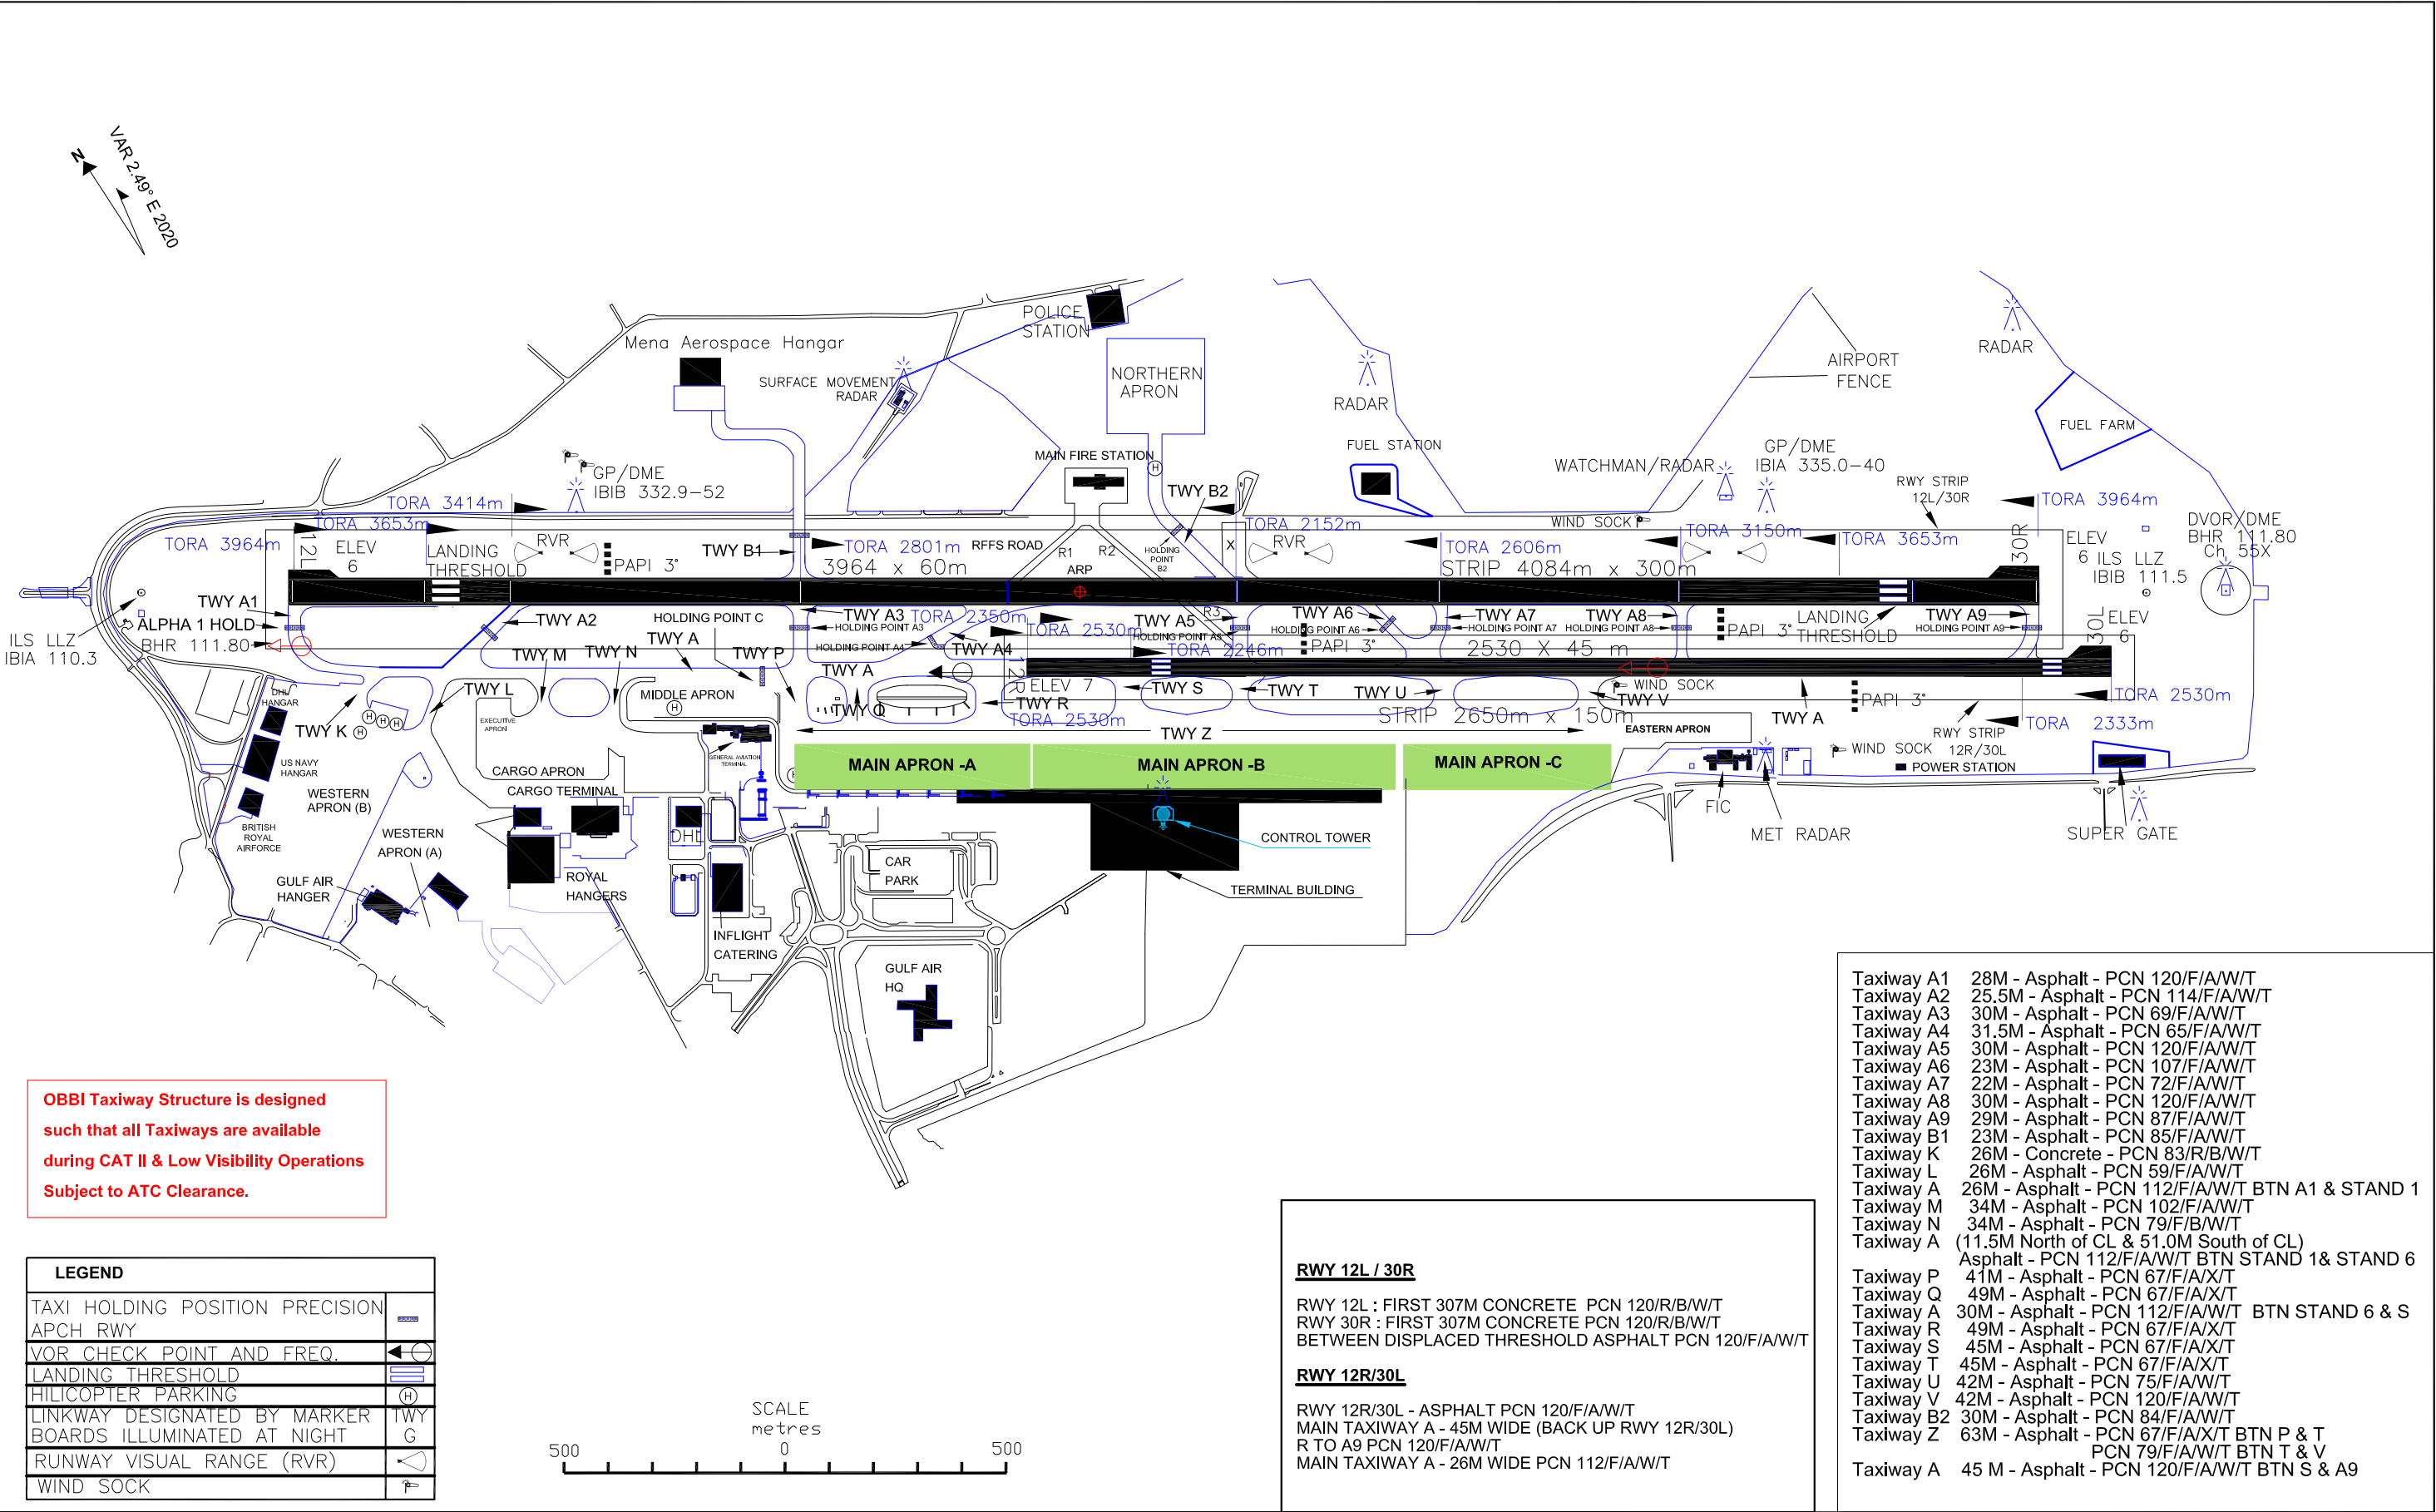 N
VAR 2.49° E 2020
POLICE
STATION
Mena Aerospace Hangar
SURFACE MOVEMENT
RADAR
NORTHERN
APRON
RADAR
AIRPORT
FENCE
RADAR
FUEL FARM
MAIN FIRE STATION
H
FUEL STATION
GP/DME
IBIB 332.9-52
WATCHMAN/RADAR
GP/DME
IBIA 335.0-40
RWY STRIP
12L/30R
TWY B2
TORA 3414m
TORA 3653m
TORA 3964m
12L
ELEV
6
LANDING
THRESHOLD
RVR
PAPI 3°
TWY B1
TORA 2801m
3964 x 60m
RFFS ROAD
R1
R2
ARP
HOLDING
POINT
B2
X
TORA 2152m
RVR
TORA 2606m
STRIP 4084m x 300m
WIND SOCK
TORA 3150m
TORA 3653m
TORA 3964m
30R
ELEV
6
ILS LLZ
IBIB 111.5
DVOR/DME
BHR 111.80
Ch 55X
TWY A1
ALPHA 1 HOLD
BHR 111.80
ILS LLZ
IBIA 110.3
TWY A2
HOLDING POINT C
TWY A
TWY M
TWY N
TWY P
TWY A3
HOLDING POINT A3
HOLDING POINT A4
TWY A4
TORA 2350m
TORA 2530m
TWY A5
HOLDING POINT A5
R3
TORA 2246m
TWY A6
HOLDING POINT A6
PAPI 3°
TWY A7
HOLDING POINT A7
TWY A8
HOLDING POINT A8
2530 X 45 m
PAPI 3°
LANDING
THRESHOLD
TWY A9
HOLDING POINT A9
30L
ELEV
6
TWY L
TWY K
H
H
H
H
DHL
HANGAR
US NAVY
HANGAR
BRITISH
ROYAL
AIRFORCE
WESTERN
APRON (B)
WESTERN
APRON (A)
GULF AIR
HANGER
EXECUTIVE
APRON
CARGO APRON
CARGO TERMINAL
MIDDLE APRON
H
GENERAL AVIATION
TERMINAL
DHL
ROYAL
HANGERS
INFLIGHT
CATERING
TWY A
TWY Q
12R
ELEV 7
TWY R
TORA 2530m
TWY S
TWY T
TWY U
STRIP 2650m x 150m
TWY V
WIND SOCK
TWY A
PAPI 3°
TORA 2530m
TORA 2333m
RWY STRIP
12R/30L
TWY Z
EASTERN APRON
H
MAIN APRON -A
MAIN APRON -B
MAIN APRON -C
WIND SOCK
POWER STATION
FIC
MET RADAR
SUPER GATE
CONTROL TOWER
TERMINAL BUILDING
CAR
PARK
GULF AIR
HQ
OBBI Taxiway Structure is designed
such that all Taxiways are available
during CAT II & Low Visibility Operations
Subject to ATC Clearance.
LEGEND
TAXI HOLDING POSITION PRECISION
APCH RWY
VOR CHECK POINT AND FREQ.
LANDING THRESHOLD
HILICOPTER PARKING H
LINKWAY DESIGNATED BY MARKER TWY
BOARDS ILLUMINATED AT NIGHT G
RUNWAY VISUAL RANGE (RVR)
WIND SOCK
SCALE
metres
500 0 500
RWY 12L / 30R
RWY 12L : FIRST 307M CONCRETE PCN 120/R/B/W/T
RWY 30R : FIRST 307M CONCRETE PCN 120/R/B/W/T
BETWEEN DISPLACED THRESHOLD ASPHALT PCN 120/F/A/W/T
RWY 12R/30L
RWY 12R/30L - ASPHALT PCN 120/F/A/W/T
MAIN TAXIWAY A - 45M WIDE (BACK UP RWY 12R/30L)
R TO A9 PCN 120/F/A/W/T
MAIN TAXIWAY A - 26M WIDE PCN 112/F/A/W/T
Taxiway A1 28M - Asphalt - PCN 120/F/A/W/T
Taxiway A2 25.5M - Asphalt - PCN 114/F/A/W/T
Taxiway A3 30M - Asphalt - PCN 69/F/A/W/T
Taxiway A4 31.5M - Asphalt - PCN 65/F/A/W/T
Taxiway A5 30M - Asphalt - PCN 120/F/A/W/T
Taxiway A6 23M - Asphalt - PCN 107/F/A/W/T
Taxiway A7 22M - Asphalt - PCN 72/F/A/W/T
Taxiway A8 30M - Asphalt - PCN 120/F/A/W/T
Taxiway A9 29M - Asphalt - PCN 87/F/A/W/T
Taxiway B1 23M - Asphalt - PCN 85/F/A/W/T
Taxiway K 26M - Concrete - PCN 83/R/B/W/T
Taxiway L 26M - Asphalt - PCN 59/F/A/W/T
Taxiway A 26M - Asphalt - PCN 112/F/A/W/T BTN A1 & STAND 1
Taxiway M 34M - Asphalt - PCN 102/F/A/W/T
Taxiway N 34M - Asphalt - PCN 79/F/B/W/T
Taxiway A (11.5M North of CL & 51.0M South of CL)
Asphalt - PCN 112/F/A/W/T BTN STAND 1& STAND 6
Taxiway P 41M - Asphalt - PCN 67/F/A/X/T
Taxiway Q 49M - Asphalt - PCN 67/F/A/X/T
Taxiway A 30M - Asphalt - PCN 112/F/A/W/T BTN STAND 6 & S
Taxiway R 49M - Asphalt - PCN 67/F/A/X/T
Taxiway S 45M - Asphalt - PCN 67/F/A/X/T
Taxiway T 45M - Asphalt - PCN 67/F/A/X/T
Taxiway U 42M - Asphalt - PCN 75/F/A/W/T
Taxiway V 42M - Asphalt - PCN 120/F/A/W/T
Taxiway B2 30M - Asphalt - PCN 84/F/A/W/T
Taxiway Z 63M - Asphalt - PCN 67/F/A/X/T BTN P & T
PCN 79/F/A/W/T BTN T & V
Taxiway A 45 M - Asphalt - PCN 120/F/A/W/T BTN S & A9